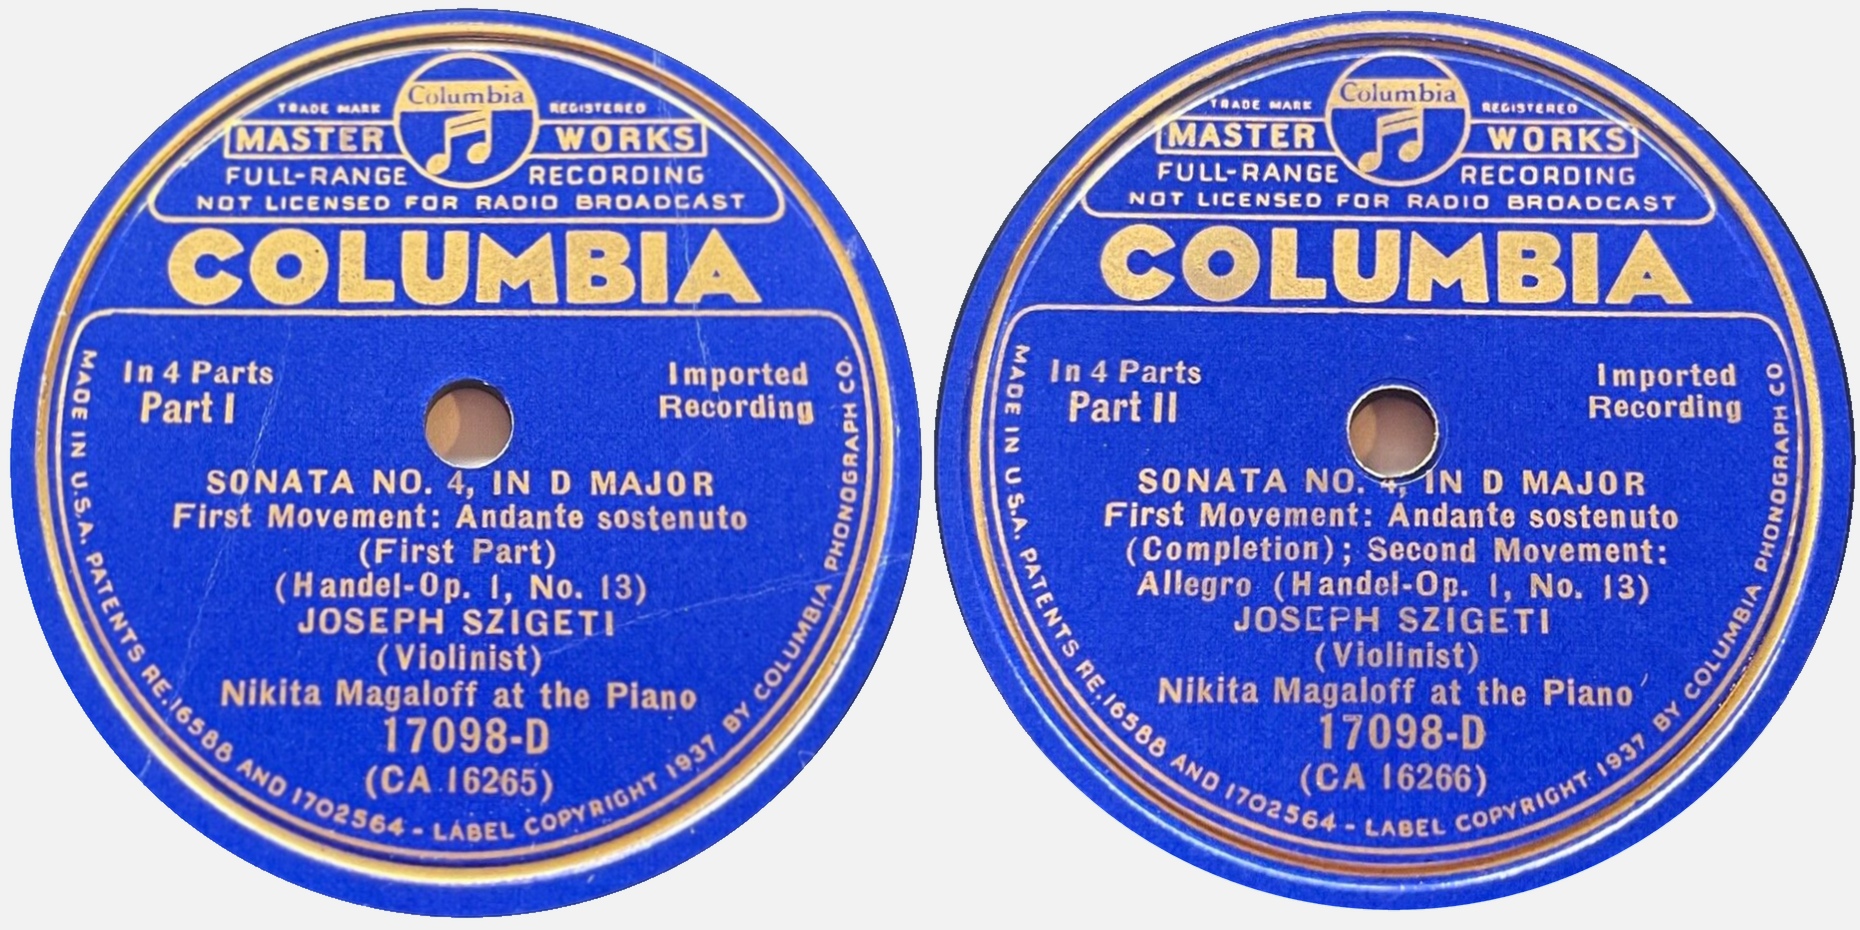 Columbia
TRADE MARK REGISTERED
MASTER WORKS
FULL-RANGE RECORDING
NOT LICENSED FOR RADIO BROADCAST
COLUMBIA
In 4 Parts
Part I
Imported
Recording
SONATA NO. 4, IN D MAJOR
First Movement: Andante sostenuto
(First Part)
(Handel-Op. 1, No. 13)
JOSEPH SZIGETI
(Violinist)
Nikita Magaloff at the Piano
17098-D
(CA 16265)
MADE IN U.S.A. PATENTS RE.16588 AND 1702564 - LABEL COPYRIGHT 1937 BY COLUMBIA PHONOGRAPH CO.
Columbia
TRADE MARK REGISTERED
MASTER WORKS
FULL-RANGE RECORDING
NOT LICENSED FOR RADIO BROADCAST
COLUMBIA
In 4 Parts
Part II
Imported
Recording
SONATA NO. 4, IN D MAJOR
First Movement: Andante sostenuto
(Completion); Second Movement:
Allegro (Handel-Op. 1, No. 13)
JOSEPH SZIGETI
(Violinist)
Nikita Magaloff at the Piano
17098-D
(CA 16266)
MADE IN U.S.A. PATENTS RE.16588 AND 1702564 - LABEL COPYRIGHT 1937 BY COLUMBIA PHONOGRAPH CO